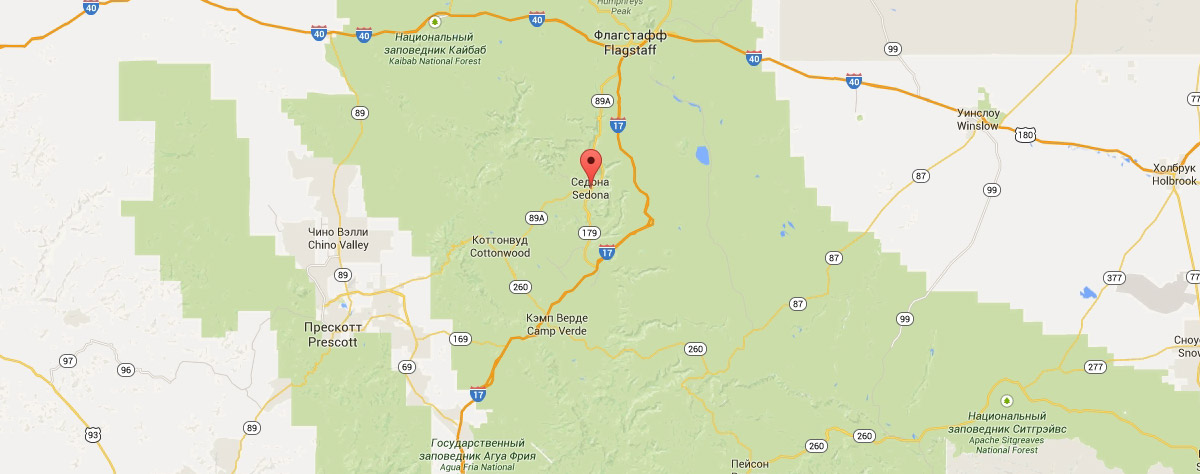 Humphreys
Peak
40
40
40
40
Национальный
заповедник Кайбаб
Kaibab National Forest
Флагстафф
Flagstaff
99
40
40
89
89A
17
Уинслоу
Winslow
180
77
Холбрук
Holbrook
Седона
Sedona
87
99
89A
179
17
Чино Вэлли
Chino Valley
Коттонвуд
Cottonwood
89
260
87
377
77
87
99
Кэмп Верде
Camp Verde
Прескотт
Prescott
169
260
Сноу
Snow
97
96
69
277
17
Национальный
заповедник Ситгрэйвс
Apache Sitgreaves
National Forest
93
89
260
260
Государственный
заповедник Агуа Фрия
Agua Fria National
Пейсон